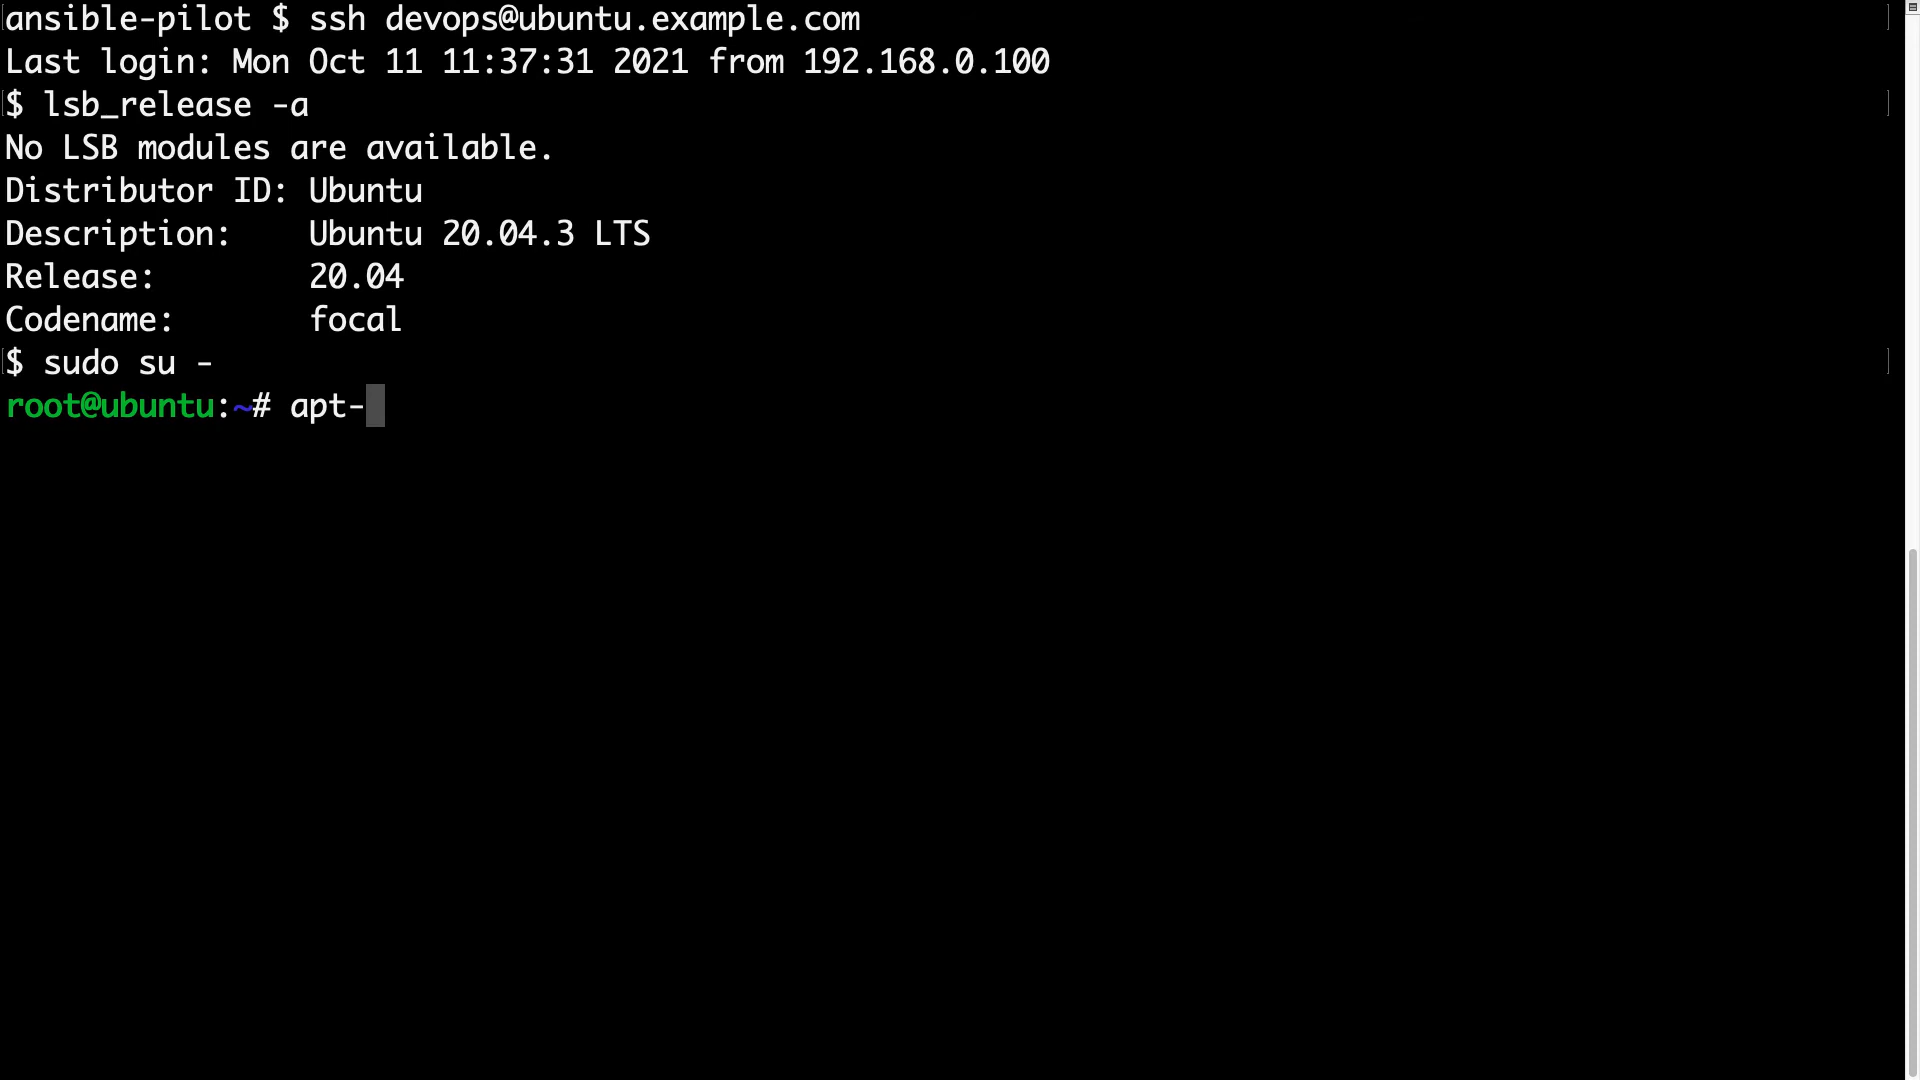 ansible-pilot $ ssh devops@ubuntu.example.com
Last login: Mon Oct 11 11:37:31 2021 from 192.168.0.100
$ lsb_release -a
No LSB modules are available.
Distributor ID: Ubuntu
Description:    Ubuntu 20.04.3 LTS
Release:        20.04
Codename:       focal
$ sudo su -
root@ubuntu:~# apt-